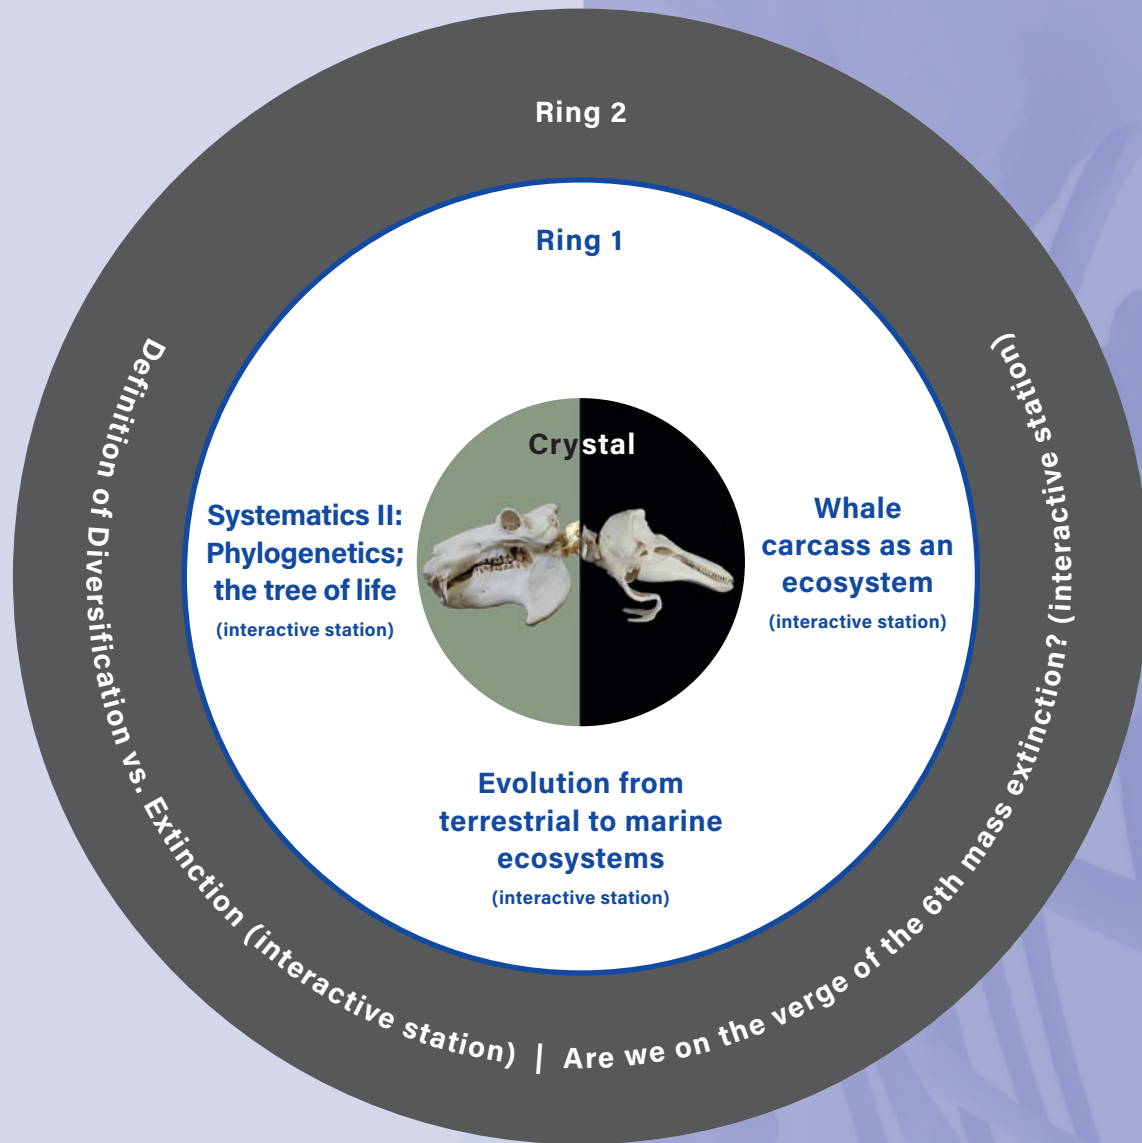 Ring 2
Ring 1
Crystal
Systematics II:
Phylogenetics;
the tree of life
(interactive station)
Whale
carcass as an
ecosystem
(interactive station)
Evolution from
terrestrial to marine
ecosystems
(interactive station)
Definition of Diversification vs. Extinction (interactive station) | Are we on the verge of the 6th mass extinction? (interactive station)